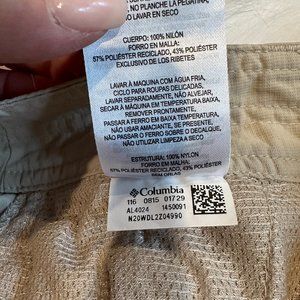 NO PLANCHE LA PEGATINA,
NO LAVAR EN SECO
CUERPO: 100% NILÓN
FORRO EN MALLA:
57% POLIÉSTER RECICLADO, 43% POLIÉSTER
EXCLUSIVO DE LOS RIBETES
LAVAR À MÁQUINA COM ÁGUA FRIA,
CICLO PARA ROUPAS DELICADAS,
LAVAR SEPARADAMENTE, NÃO ALVEJAR,
SECAR À MÁQUINA EM TEMPERATURA BAIXA,
REMOVER PRONTAMENTE,
PASSAR A FERRO EM BAIXA TEMPERATURA,
NÃO USAR AMACIANTE, SE PRESENTE,
NÃO PASSAR O FERRO SOBRE O DECALQUE,
NÃO UTILIZAR LIMPEZA A SECO
ESTRUTURA: 100% NYLON
FORRO EM MALHA:
57% POLIÉSTER RECICLADO, 43% POLIÉSTER
SEM ORLAS
Columbia
116 0815 01729
AL4024 1450091
N20WDL2Z04990